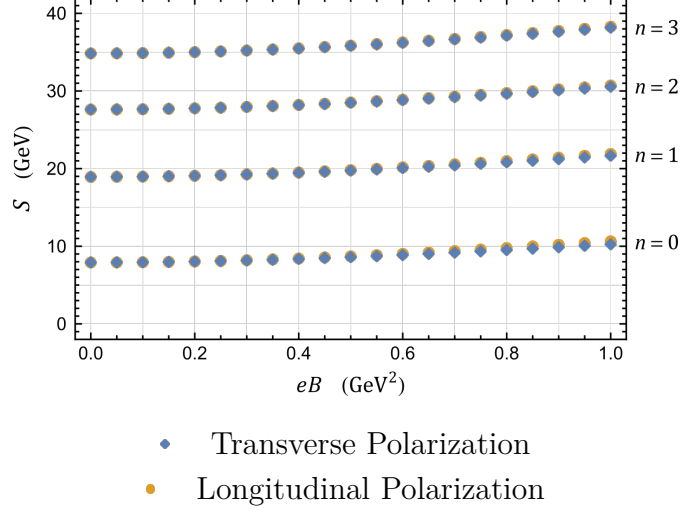 40
n = 3
30
n = 2
20
n = 1
10
n = 0
0
S (GeV)
0.0 0.2 0.4 0.6 0.8 1.0
eB (GeV²)
Transverse Polarization
Longitudinal Polarization